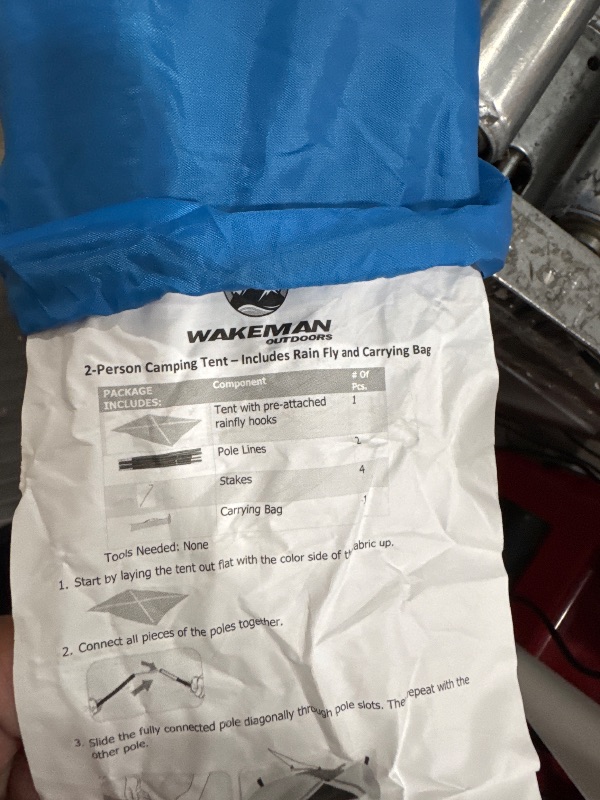 WAKEMAN
OUTDOORS
2-Person Camping Tent – Includes Rain Fly and Carrying Bag
PACKAGE INCLUDES: Component # Of Pcs.
Tent with pre-attached rainfly hooks 1
Pole Lines 2
Stakes 4
Carrying Bag 1
Tools Needed: None
1. Start by laying the tent out flat with the color side of fabric up.
2. Connect all pieces of the poles together.
3. Slide the fully connected pole diagonally through pole slots. The repeat with the
other pole.